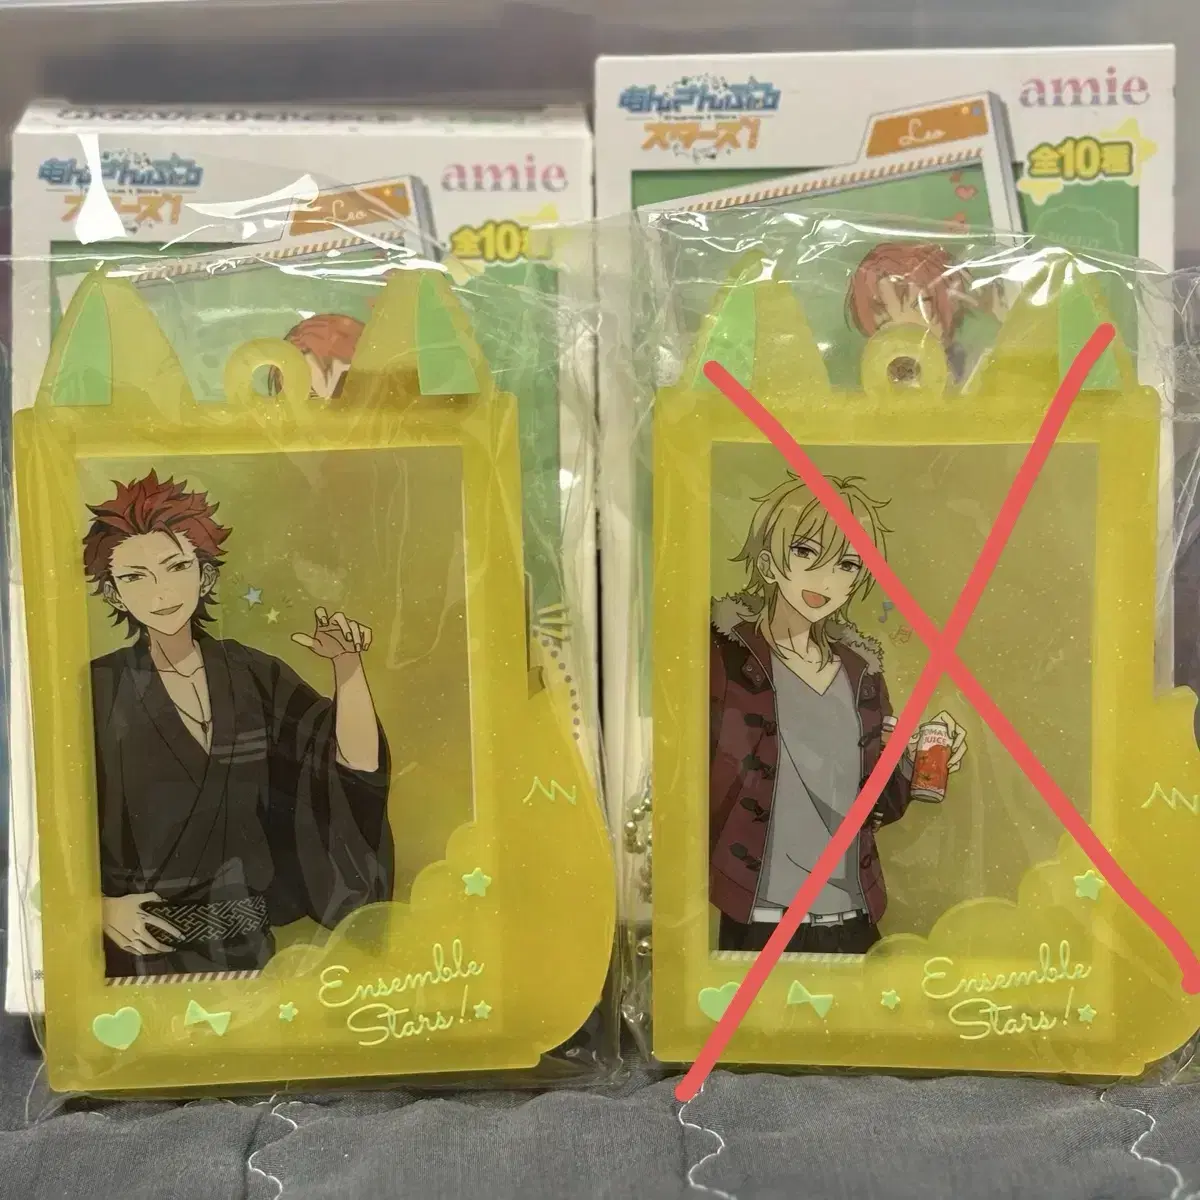 あんさんぶる
スターズ!
amie
Leo
全10種
Ensemble
Stars!
あんさんぶる
スターズ!
amie
Leo
全10種
TOMATO
JUICE
Ensemble
Stars!